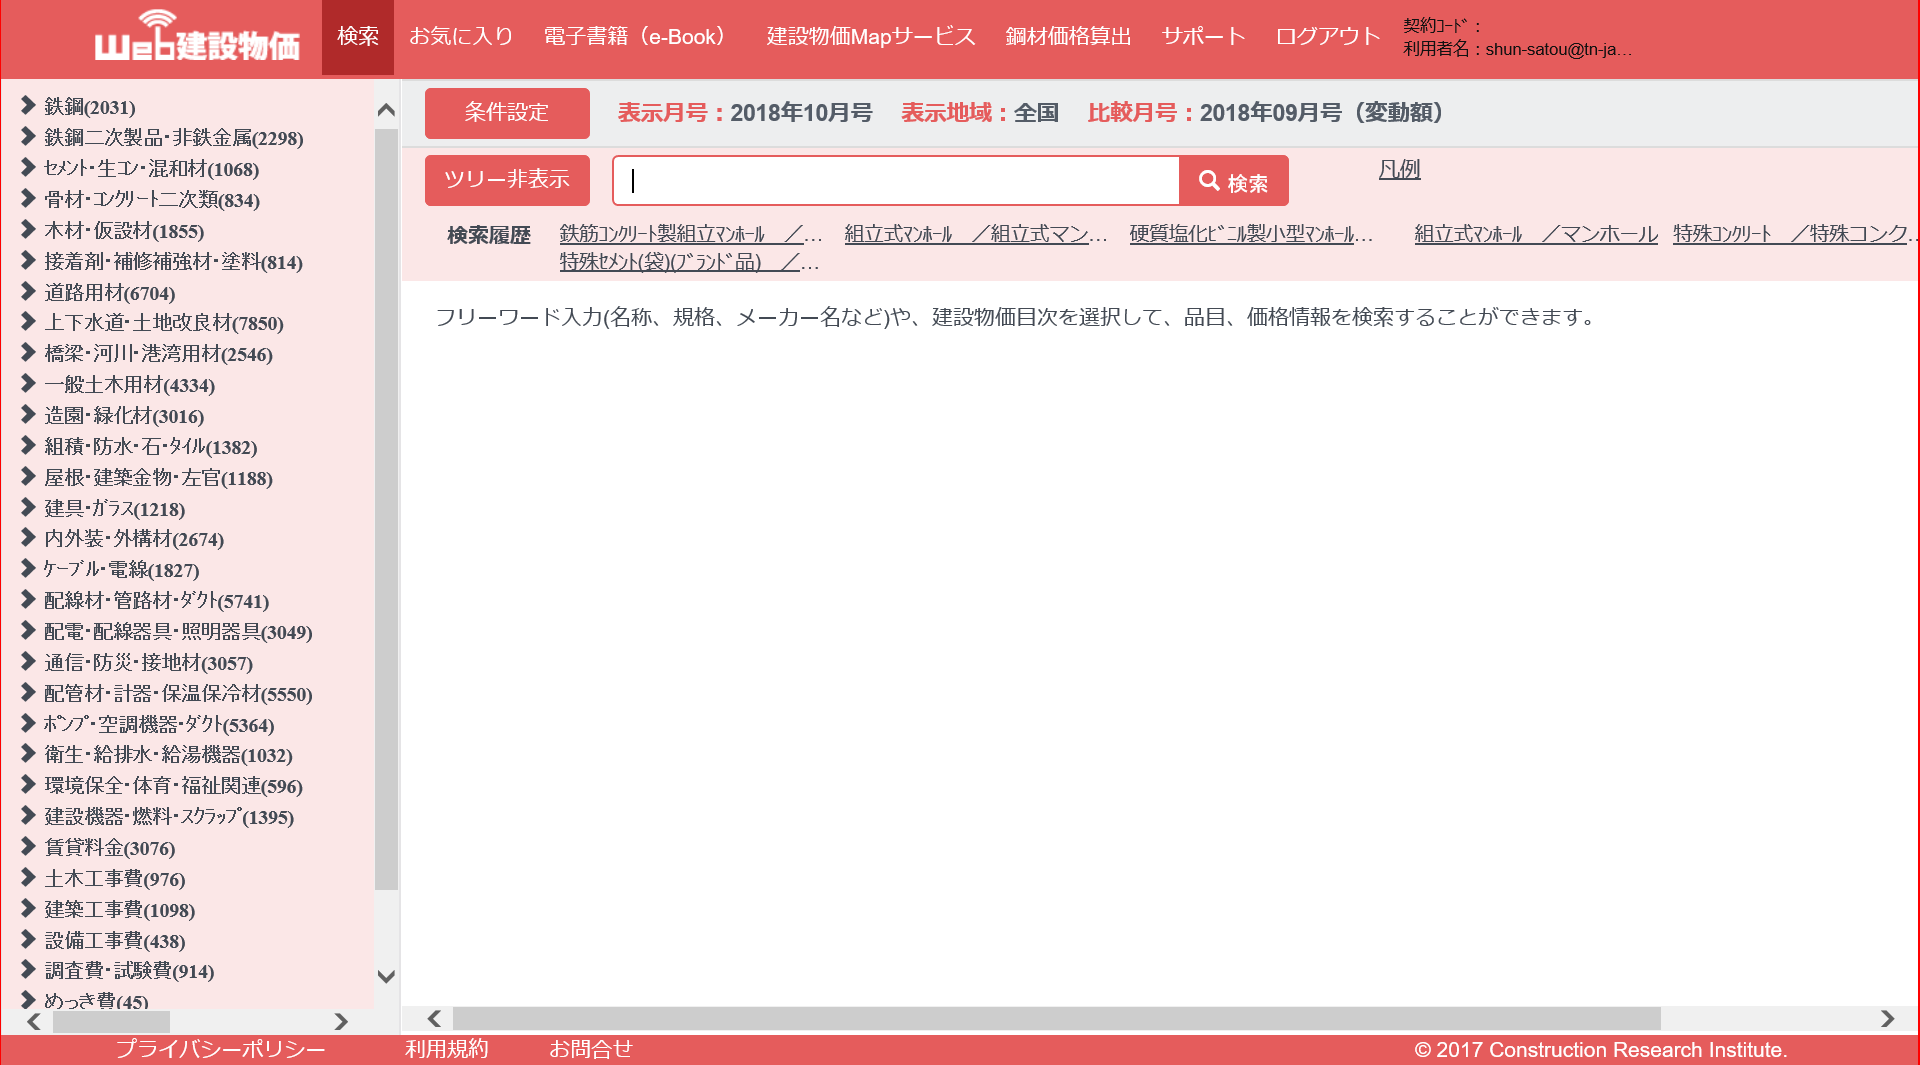 Web建設物価
検索 お気に入り 電子書籍（e-Book） 建設物価Mapサービス 鋼材価格算出 サポート ログアウト
契約ｺｰﾄﾞ：
利用者名：shun-satou@tn-ja...
鉄鋼(2031)
鉄鋼二次製品･非鉄金属(2298)
ｾﾒﾝﾄ･生ｺﾝ･混和材(1068)
骨材･ｺﾝｸﾘｰﾄ二次類(834)
木材･仮設材(1855)
接着剤･補修補強材･塗料(814)
道路用材(6704)
上下水道･土地改良材(7850)
橋梁･河川･港湾用材(2546)
一般土木用材(4334)
造園･緑化材(3016)
組積･防水･石･ﾀｲﾙ(1382)
屋根･建築金物･左官(1188)
建具･ｶﾞﾗｽ(1218)
内外装･外構材(2674)
ｹｰﾌﾞﾙ･電線(1827)
配線材･管路材･ﾀﾞｸﾄ(5741)
配電･配線器具･照明器具(3049)
通信･防災･接地材(3057)
配管材･計器･保温保冷材(5550)
ﾎﾟﾝﾌﾟ･空調機器･ﾀﾞｸﾄ(5364)
衛生･給排水･給湯機器(1032)
環境保全･体育･福祉関連(596)
建設機器･燃料･ｽｸﾗｯﾌﾟ(1395)
賃貸料金(3076)
土木工事費(976)
建築工事費(1098)
設備工事費(438)
調査費･試験費(914)
めっき費(45)
条件設定 表示月号：2018年10月号 表示地域：全国 比較月号：2018年09月号（変動額）
ツリー非表示 検索 凡例
検索履歴 鉄筋ｺﾝｸﾘｰﾄ製組立ﾏﾝﾎｰﾙ ／... 組立式ﾏﾝﾎｰﾙ ／組立式マン... 硬質塩化ﾋﾞﾆﾙ製小型ﾏﾝﾎｰﾙ... 組立式ﾏﾝﾎｰﾙ ／マンホール 特殊ｺﾝｸﾘｰﾄ ／特殊コンク..
特殊ｾﾒﾝﾄ(袋)(ﾌﾞﾗﾝﾄﾞ品) ／...
フリーワード入力(名称、規格、メーカー名など)や、建設物価目次を選択して、品目、価格情報を検索することができます。
プライバシーポリシー 利用規約 お問合せ © 2017 Construction Research Institute.